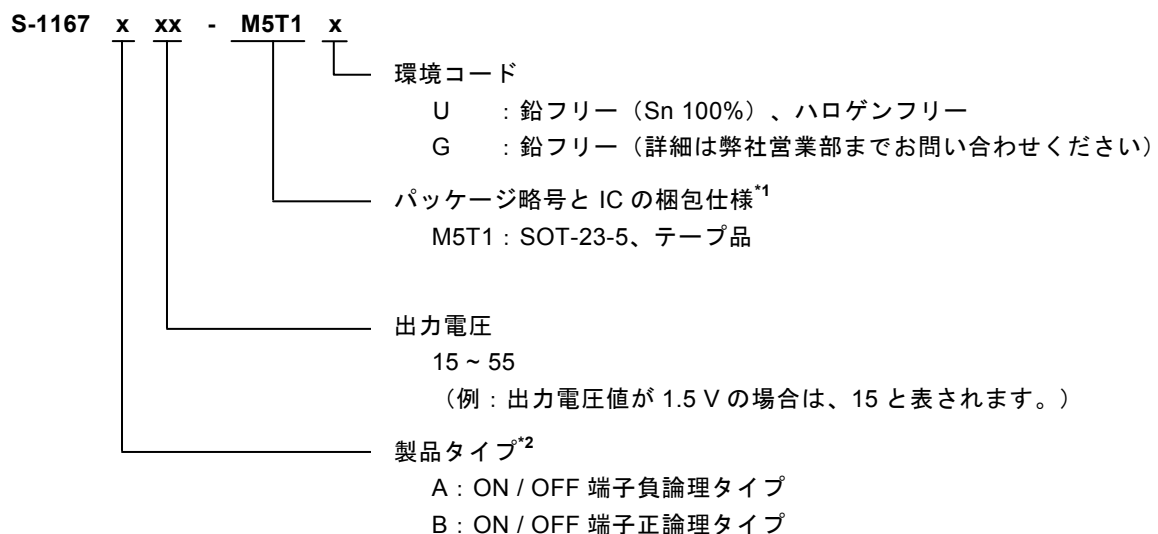 S-1167 x xx - M5T1 x
環境コード
U : 鉛フリー（Sn 100%）、ハロゲンフリー
G : 鉛フリー（詳細は弊社営業部までお問い合わせください）
パッケージ略号と IC の梱包仕様*1
M5T1 : SOT-23-5、テープ品
出力電圧
15 ~ 55
（例：出力電圧値が 1.5 V の場合は、15 と表されます。）
製品タイプ*2
A : ON / OFF 端子負論理タイプ
B : ON / OFF 端子正論理タイプ